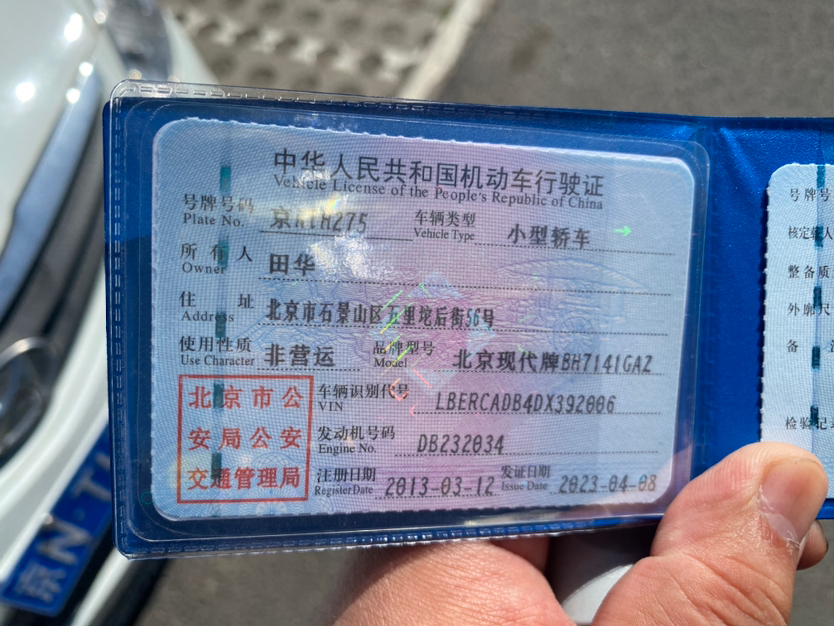 中华人民共和国机动车行驶证
Vehicle License of the People's Republic of China
号牌号码 车辆类型 小型轿车
Plate No. Vehicle Type
所有人 田华
Owner
住址 北京市石景山区五里坨后街56号
Address
使用性质 非营运 品牌型号 北京现代牌BH7141GAZ
Use Character Model
北京市公 车辆识别代号 LBERCADB4DX392006
VIN
安局公安 发动机号码 DB232034
Engine No.
交通管理局 注册日期 2013-03-12 发证日期 2023-04-08
RegisterDate Issue Date
号牌号
核定载人
整备质
外廓尺
备
检验记
京N